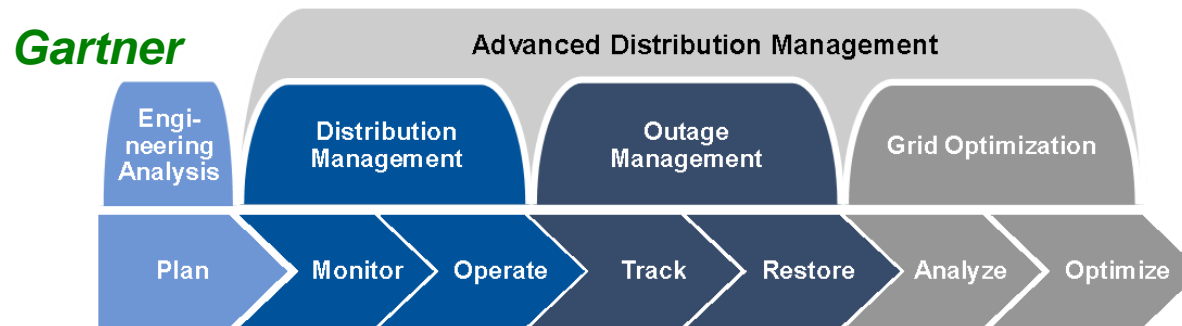 Gartner
Advanced Distribution Management
Engi-
neering
Analysis
Distribution
Management
Outage
Management
Grid Optimization
Plan
Monitor
Operate
Track
Restore
Analyze
Optimize